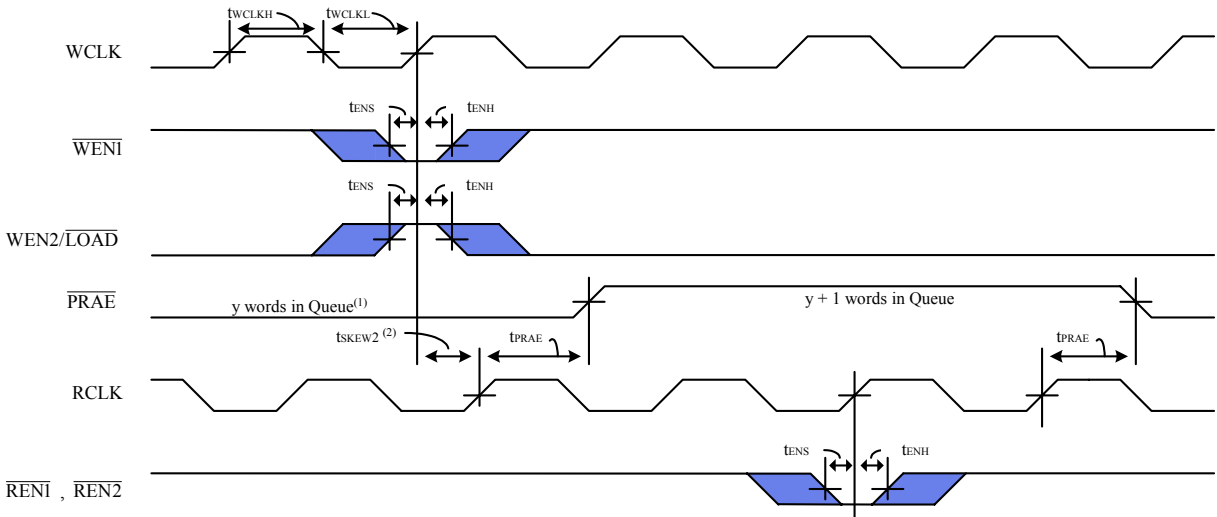 tWCLKH tWCLKL
WCLK
tENS tENH
WEN1
tENS tENH
WEN2/LOAD
PRAE
y words in Queue(1)
y + 1 words in Queue
tSKEW2 (2)
tPRAE
tPRAE
RCLK
tENS tENH
REN1 , REN2